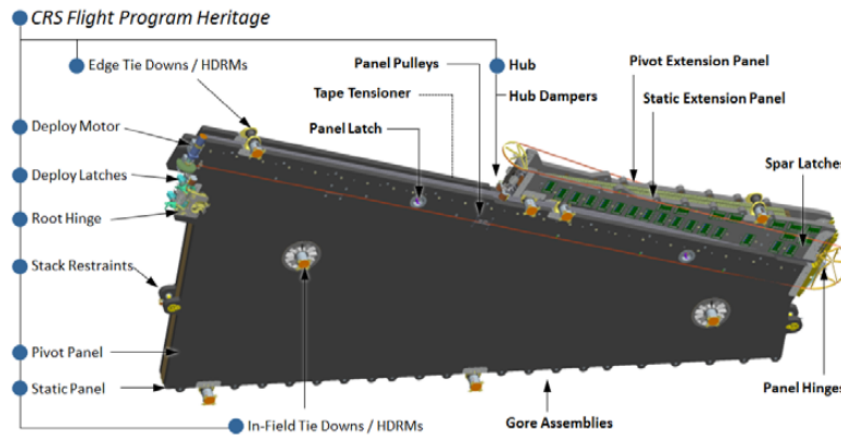 CRS Flight Program Heritage
Edge Tie Downs / HDRMs
Panel Pulleys
Hub
Pivot Extension Panel
Tape Tensioner
Hub Dampers
Static Extension Panel
Deploy Motor
Panel Latch
Spar Latches
Deploy Latches
Root Hinge
Stack Restraints
Pivot Panel
Static Panel
Panel Hinges
In-Field Tie Downs / HDRMs
Gore Assemblies